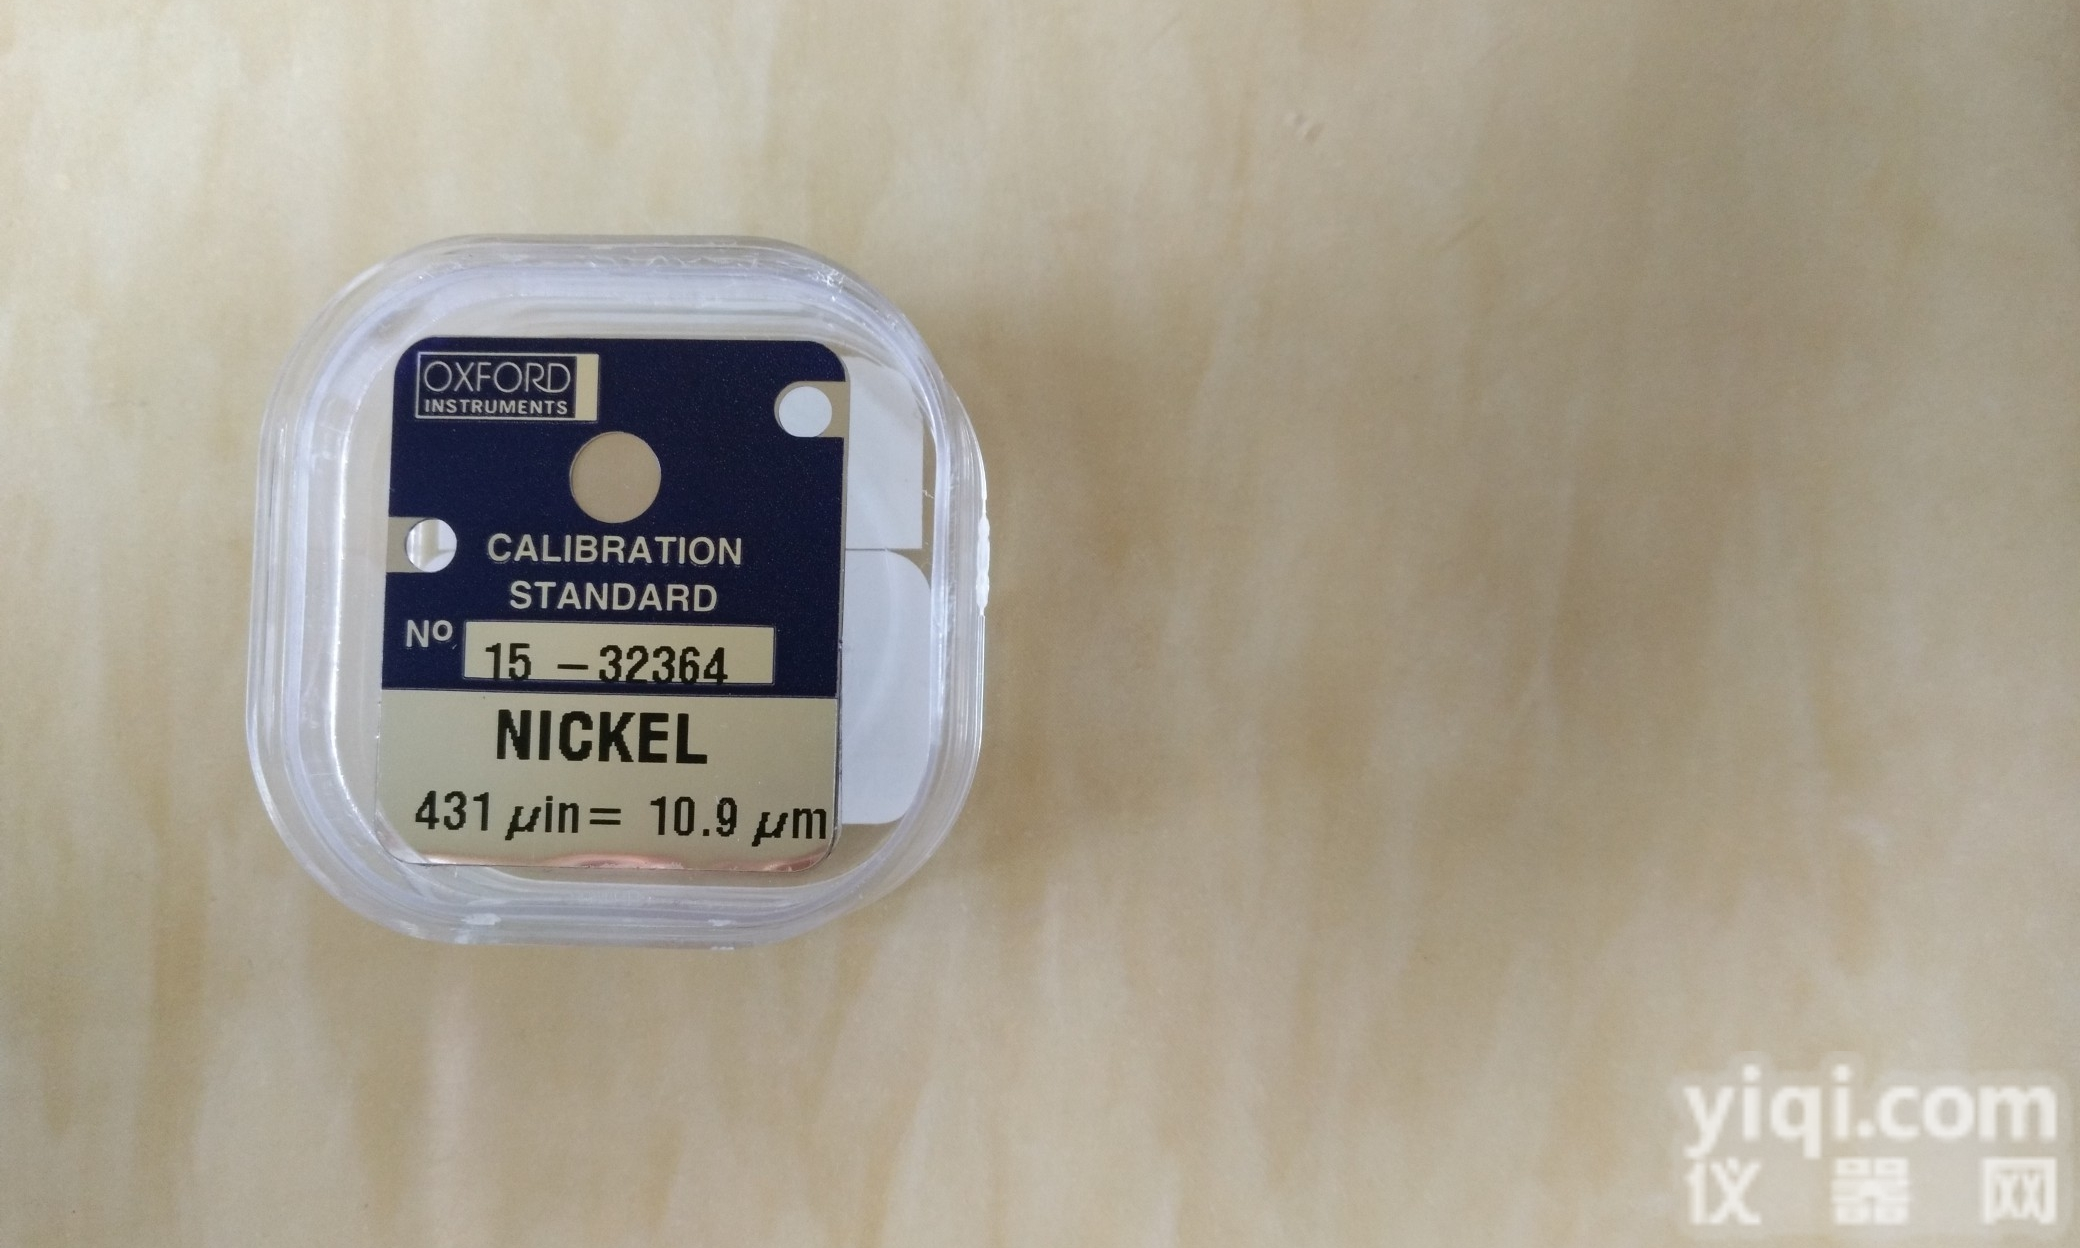 OXFORD
INSTRUMENTS
CALIBRATION
STANDARD
Nº 15 –32364
NICKEL
431 µin= 10.9 µm
yiqi.com
仪器网